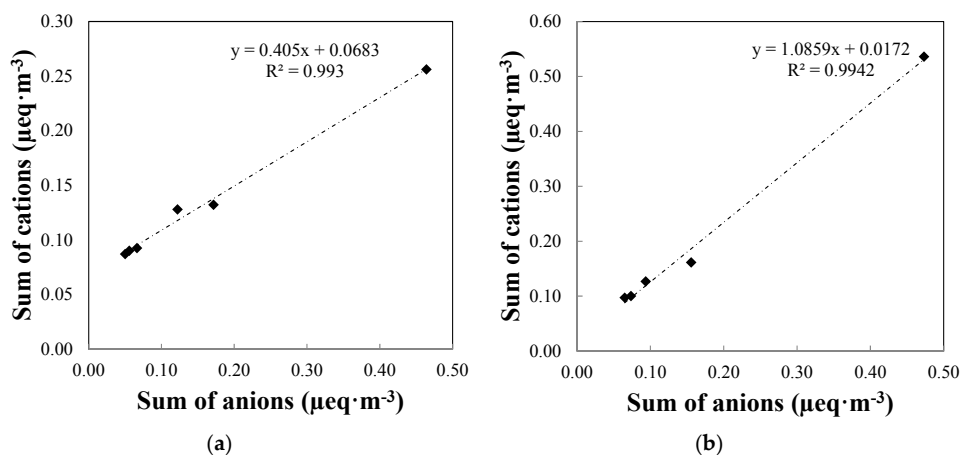 0.30
0.25
0.20
0.15
0.10
0.05
0.00
Sum of cations (μeq·m-3)
y = 0.405x + 0.0683
R² = 0.993
0.00 0.10 0.20 0.30 0.40 0.50
Sum of anions (μeq·m-3)
(a)
0.60
0.50
0.40
0.30
0.20
0.10
0.00
Sum of cations (μeq·m-3)
y = 1.0859x + 0.0172
R² = 0.9942
0.00 0.10 0.20 0.30 0.40 0.50
Sum of anions (μeq·m-3)
(b)